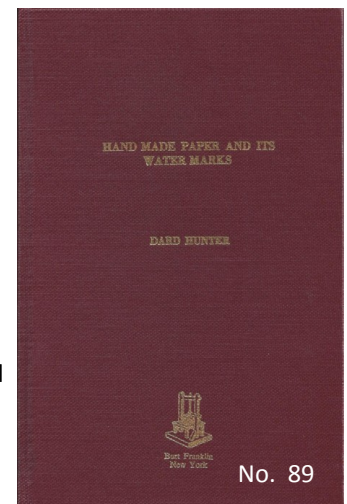 HAND MADE PAPER AND ITS
WATER MARKS
DARD HUNTER
Burt Franklin
New York
No. 89